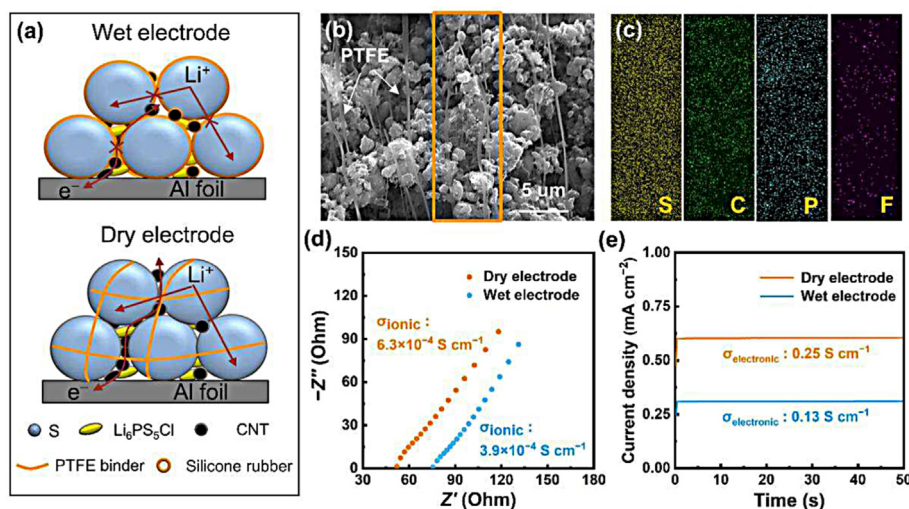 (a)
Wet electrode
Li⁺
e⁻
Al foil
Dry electrode
Li⁺
e⁻
Al foil
S
Li₆PS₅Cl
CNT
PTFE binder
Silicone rubber
(b)
PTFE
5 um
(c)
S
C
P
F
(d)
Dry electrode
Wet electrode
σionic :
6.3×10⁻⁴ S cm⁻¹
σionic :
3.9×10⁻⁴ S cm⁻¹
−Z″ (Ohm)
150
120
90
60
30
0
30
60
90
120
150
180
Z′ (Ohm)
(e)
Dry electrode
Wet electrode
σelectronic : 0.25 S cm⁻¹
σelectronic : 0.13 S cm⁻¹
Current density (mA cm⁻²)
1.00
0.75
0.50
0.25
0.00
0
10
20
30
40
50
Time (s)